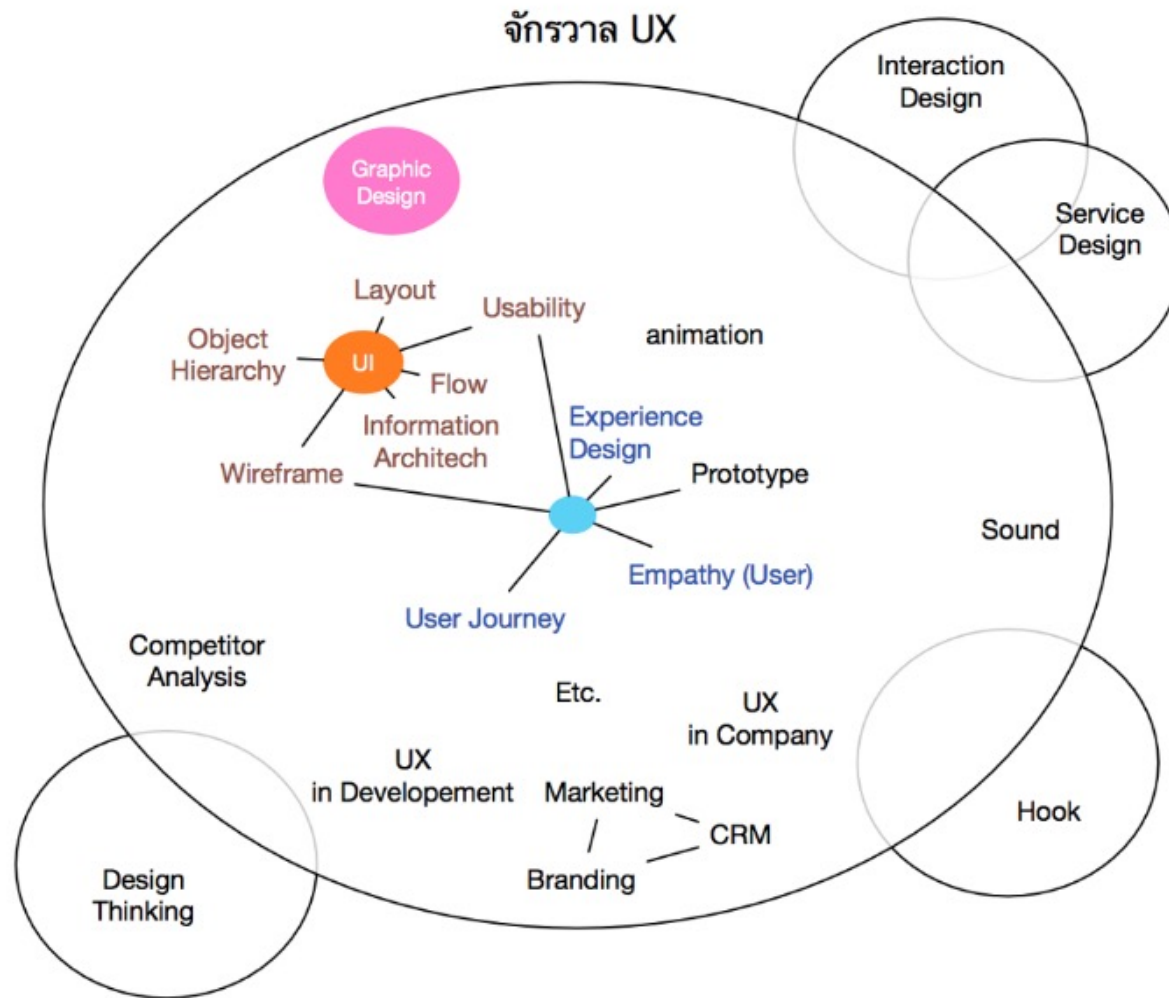 จักรวาล UX
Interaction
Design
Graphic
Design
Service
Design
Layout
Usability
animation
Object
Hierarchy
UI
Flow
Information
Architech
Experience
Design
Wireframe
Prototype
Sound
Empathy (User)
User Journey
Competitor
Analysis
Etc.
UX
in Company
UX
in Developement
Marketing
Hook
CRM
Branding
Design
Thinking